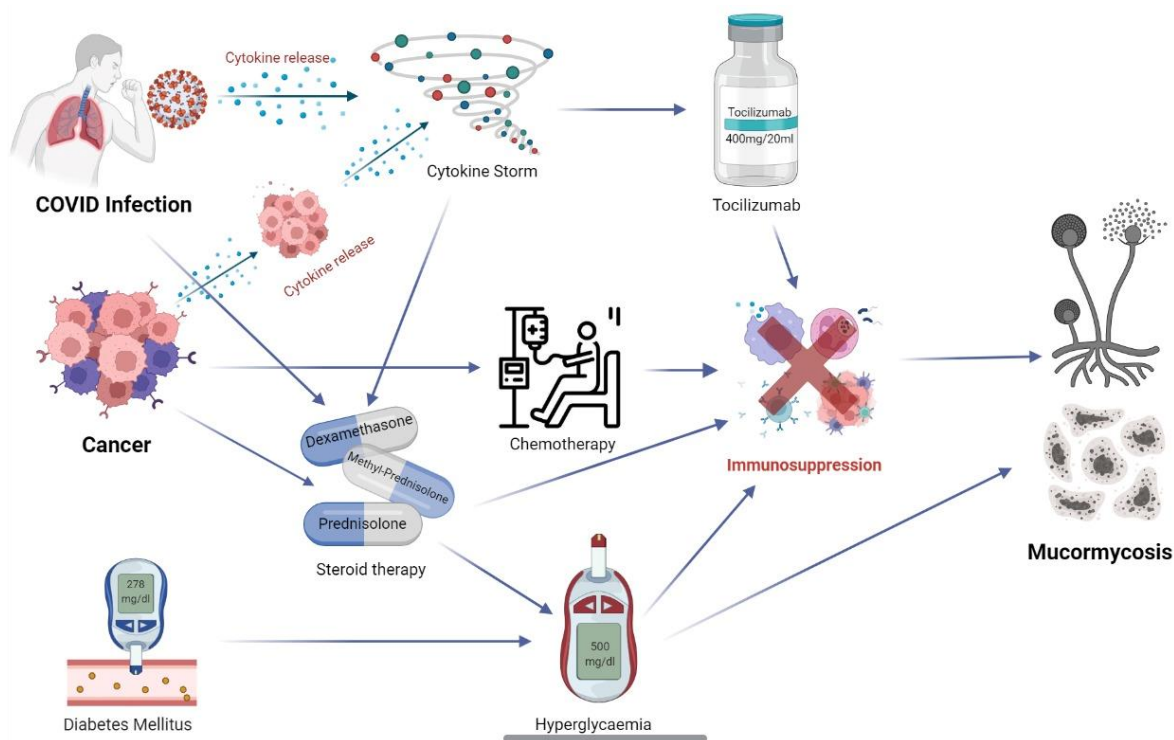 Cytokine release
Tocilizumab
400mg/20ml
Cytokine Storm
COVID Infection
Tocilizumab
Cytokine release
Cancer
Dexamethasone
Methyl-Prednisolone
Prednisolone
Steroid therapy
Chemotherapy
Immunosuppression
Mucormycosis
278
mg/dl
500
mg/dl
Diabetes Mellitus
Hyperglycaemia